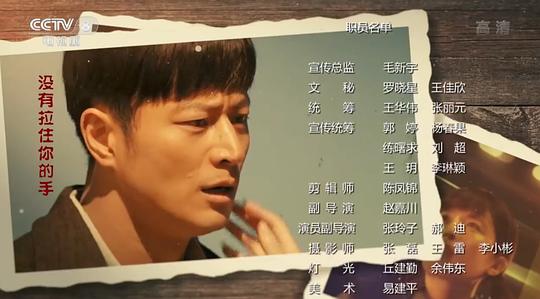 CCTV-8
电视剧
高清
职员名单
没有拉住你的手
宣传总监 毛新宇
文 秘 罗晓星 王佳欣
统 筹 王华伟 张丽元
宣传统筹 郭 婷 杨春果
练曙求 刘 超
王 玥 李琳颖
剪辑师 陈凤锦
副导演 赵嘉川
演员副导演 张玲子 郝 迪
摄影师 张 磊 王 雷 李小彬
灯 光 丘建勤 余伟东
美 术 易建平